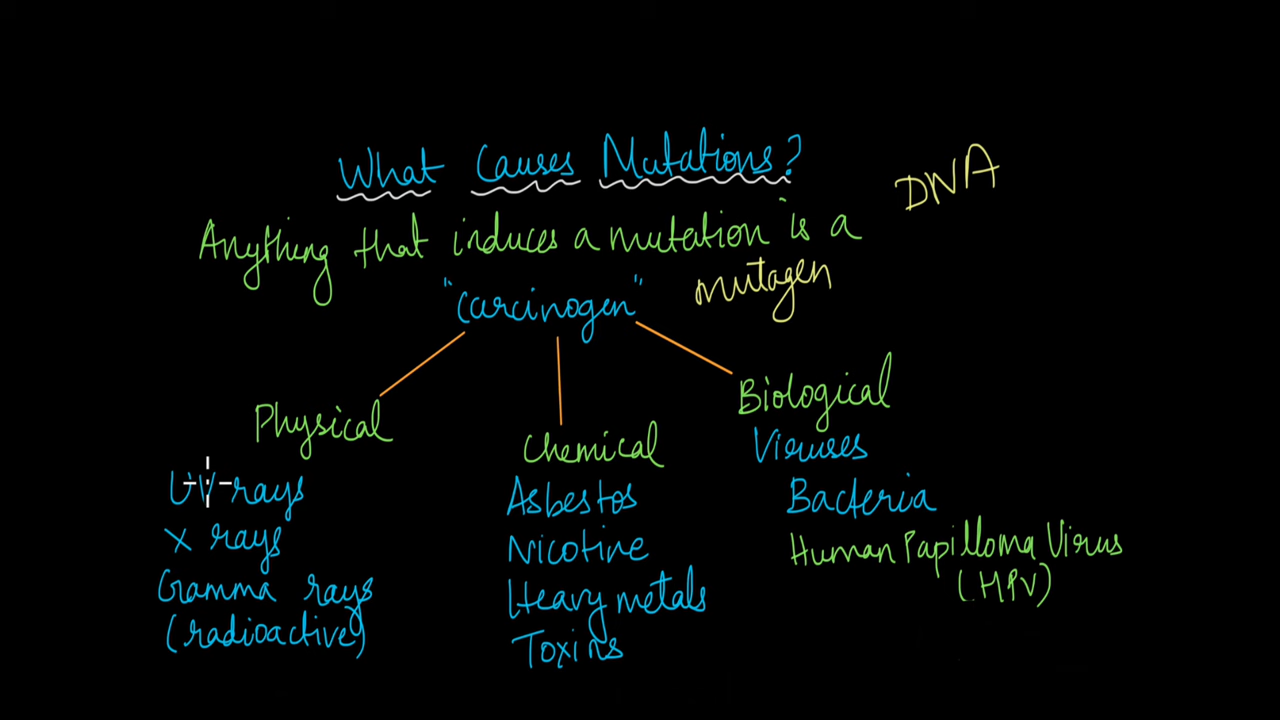 What Causes Mutations?
DNA
Anything that induces a mutation is a
"Carcinogen" mutagen
Physical
UV rays
X rays
Gramma rays
(radioactive)
Chemical
Asbestos
Nicotine
Heavy metals
Toxins
Biological
Viruses
Bacteria
Human Papilloma Virus
(HPV)